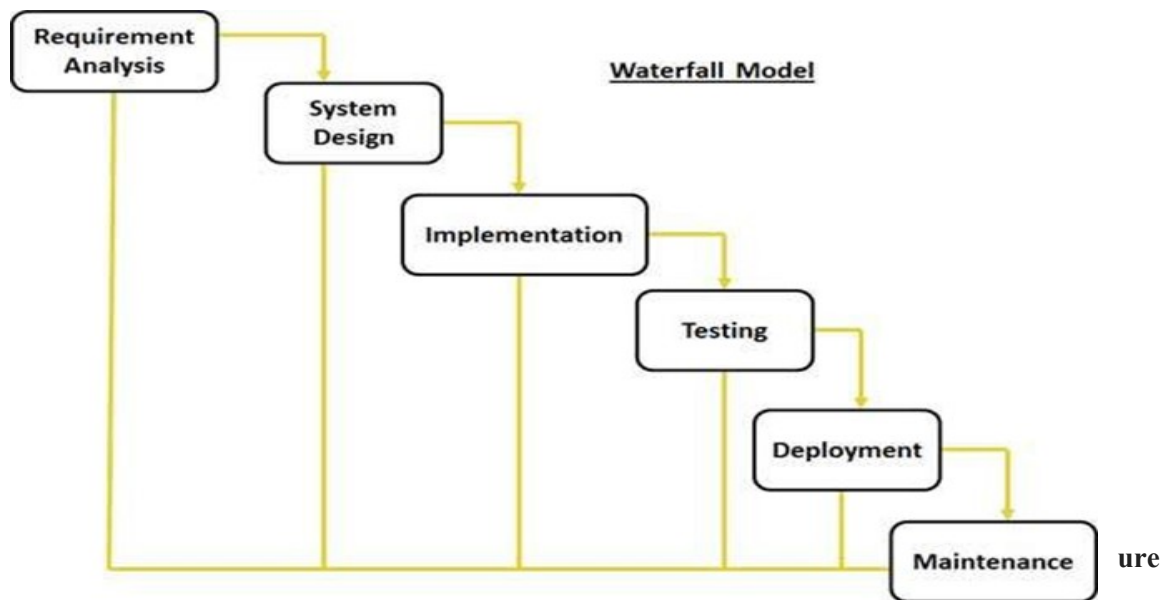 Requirement
Analysis
Waterfall Model
System
Design
Implementation
Testing
Deployment
Maintenance
ure